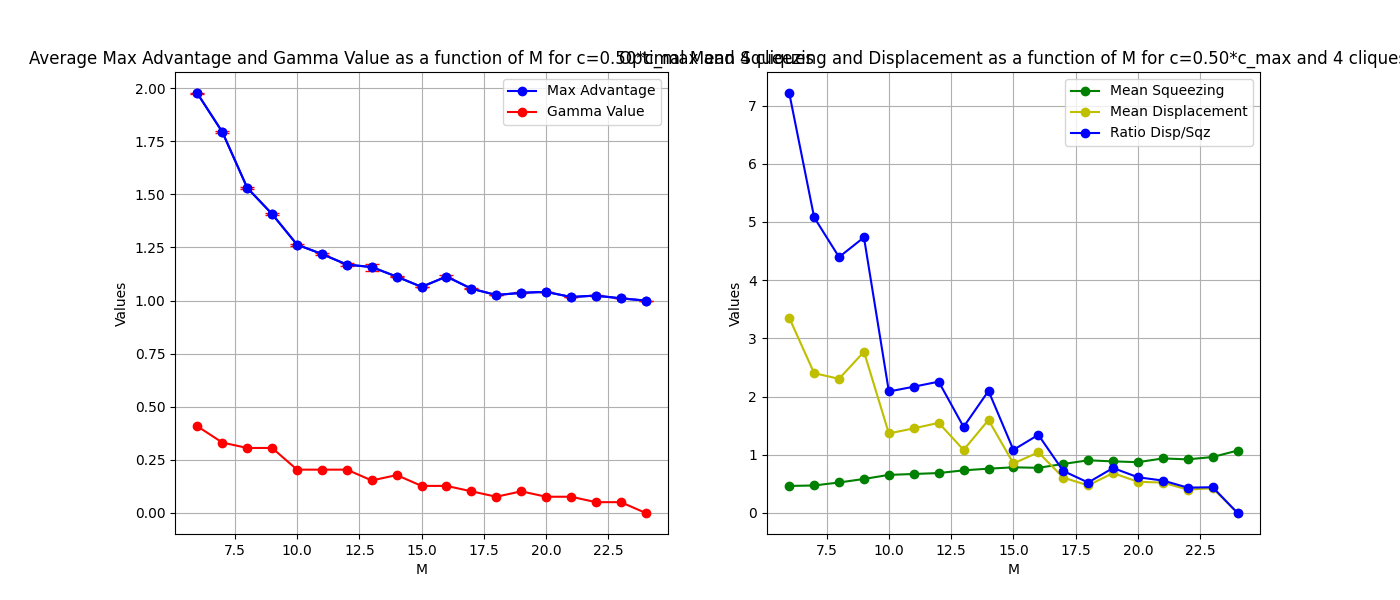 Average Max Advantage and Gamma Value as a function of M for c=0.50*c_max and 4 cliques
Optimal Mean Squeezing and Displacement as a function of M for c=0.50*c_max and 4 cliques
Max Advantage
Gamma Value
2.00
1.75
1.50
1.25
1.00
0.75
0.50
0.25
0.00
Values
7.5 10.0 12.5 15.0 17.5 20.0 22.5
M
Mean Squeezing
Mean Displacement
Ratio Disp/Sqz
7
6
5
4
3
2
1
0
Values
7.5 10.0 12.5 15.0 17.5 20.0 22.5
M